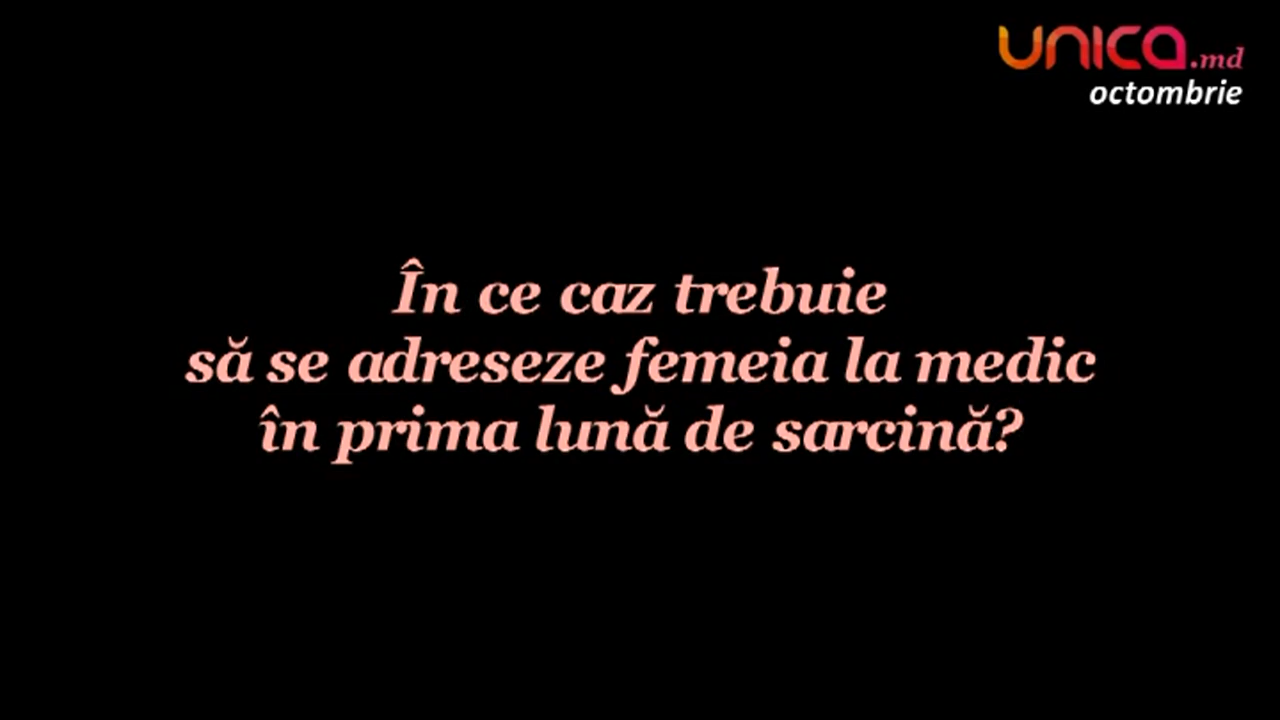 unica.md
octombrie
În ce caz trebuie
să se adreseze femeia la medic
în prima lună de sarcină?